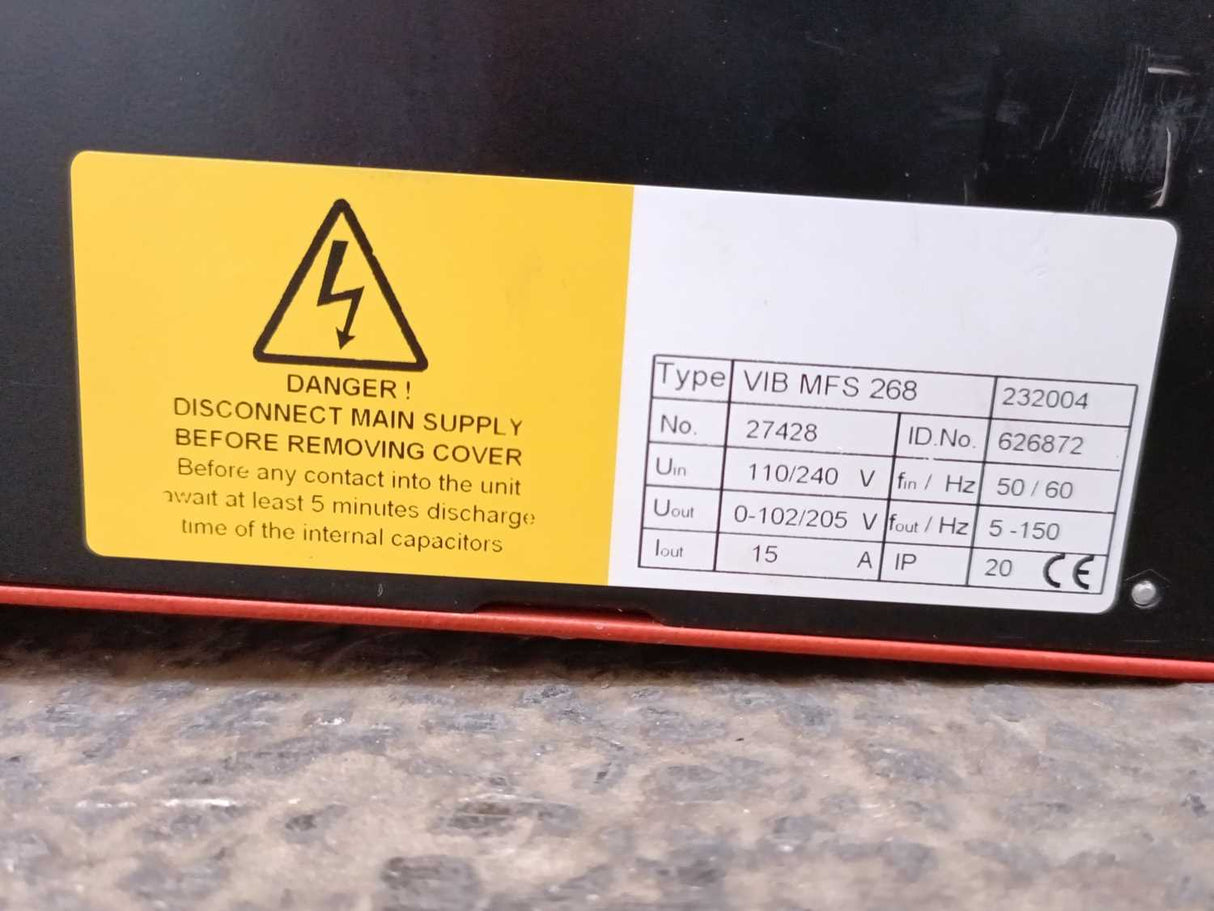 DANGER !
DISCONNECT MAIN SUPPLY
BEFORE REMOVING COVER
Before any contact into the unit
await at least 5 minutes discharge
time of the internal capacitors
Type VIB MFS 268 232004
No. 27428 ID.No. 626872
Uin 110/240 V fin / Hz 50 / 60
Uout 0-102/205 V fout / Hz 5 -150
Iout 15 A IP 20 CE